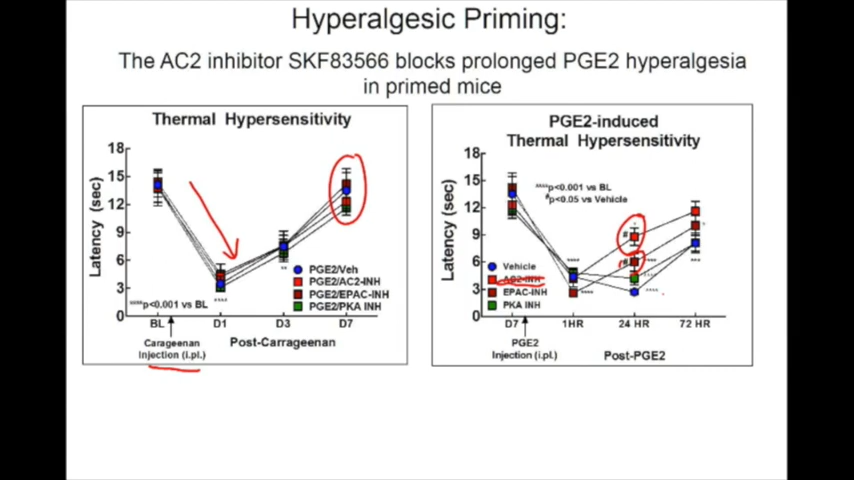 Hyperalgesic Priming:
The AC2 inhibitor SKF83566 blocks prolonged PGE2 hyperalgesia
in primed mice
Thermal Hypersensitivity
18
15
12
9
6
3
0
Latency (sec)
PGE2/Veh
PGE2/AC2-INH
PGE2/EPAC-INH
PGE2/PKA INH
****p<0.001 vs BL
****
**
BL D1 D3 D7
Carageenan
Injection (i.pl.)
Post-Carrageenan
PGE2-induced
Thermal Hypersensitivity
18
15
12
9
6
3
0
Latency (sec)
****p<0.001 vs BL
#p<0.05 vs Vehicle
Vehicle
AC2-INH
EPAC-INH
PKA INH
#
#
****
****
****
****
****
***
*
D7 1HR 24 HR 72 HR
PGE2
Injection (i.pl.)
Post-PGE2